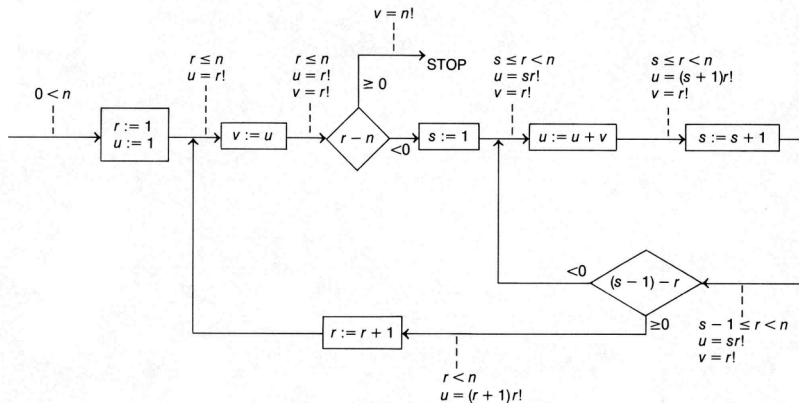 v = n!
STOP
≥ 0
0 < n
r := 1
u := 1
r ≤ n
u = r!
v := u
r ≤ n
u = r!
v = r!
r − n
<0
s := 1
s ≤ r < n
u = sr!
v = r!
u := u + v
s ≤ r < n
u = (s + 1)r!
v = r!
s := s + 1
<0
(s − 1) − r
≥0
s − 1 ≤ r < n
u = sr!
v = r!
r := r + 1
r < n
u = (r + 1)r!